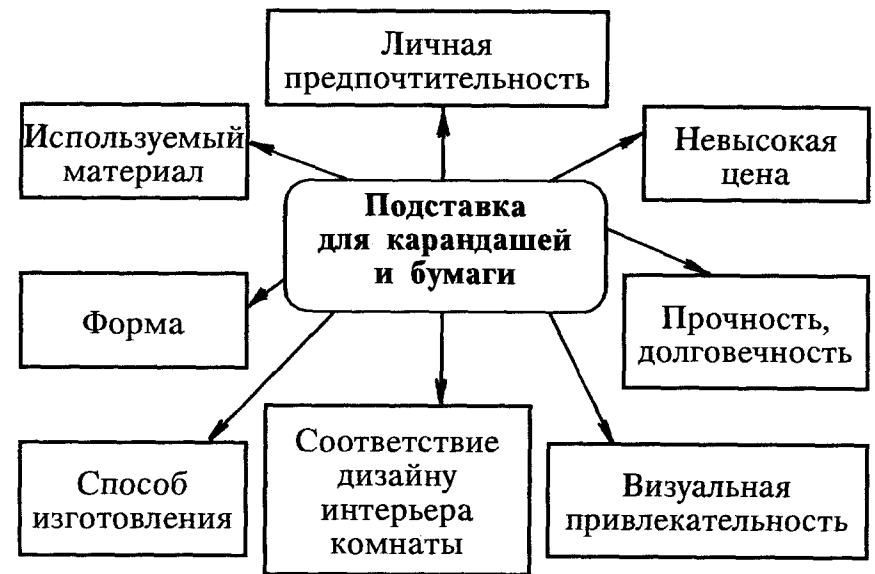 Личная
предпочтительность
Используемый
материал
Невысокая
цена
Подставка
для карандашей
и бумаги
Форма
Прочность,
долговечность
Способ
изготовления
Соответствие
дизайну
интерьера
комнаты
Визуальная
привлекательность